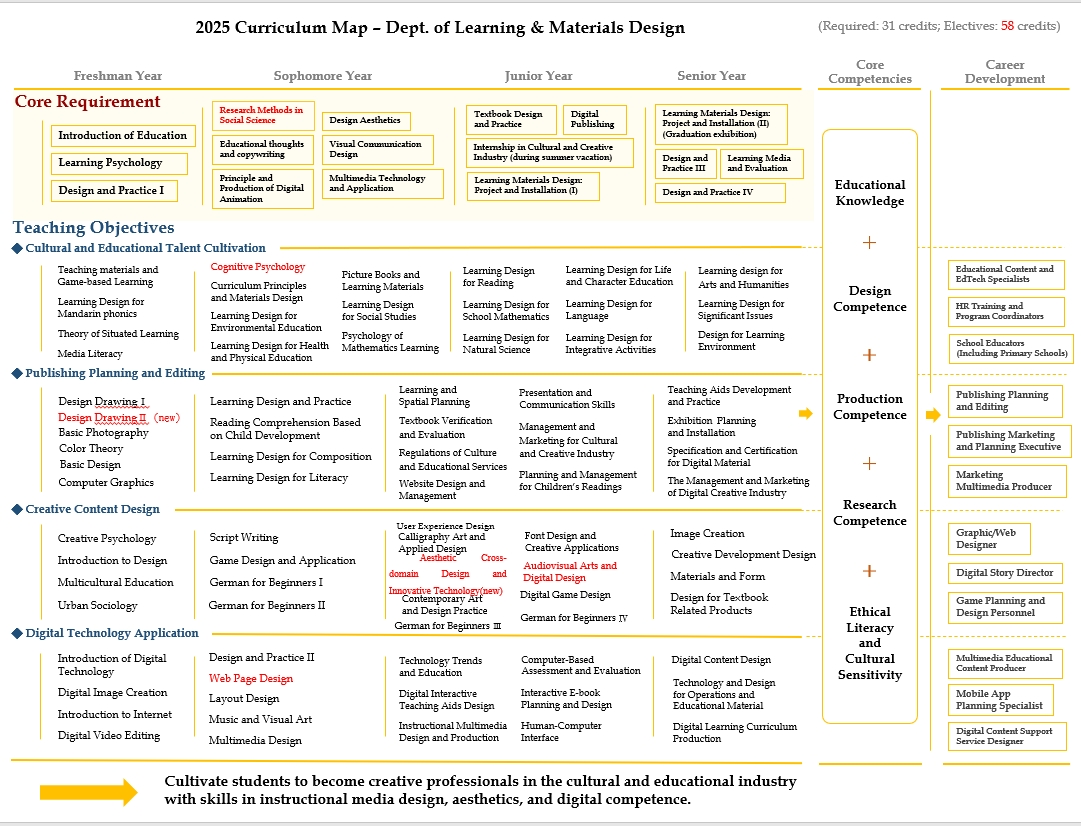 2025 Curriculum Map – Dept. of Learning & Materials Design
(Required: 31 credits; Electives: 58 credits)
Freshman Year
Sophomore Year
Junior Year
Senior Year
Core
Competencies
Career
Development
Core Requirement
Introduction of Education
Learning Psychology
Design and Practice I
Research Methods in
Social Science
Educational thoughts
and copywriting
Principle and
Production of Digital
Animation
Design Aesthetics
Visual Communication
Design
Multimedia Technology
and Application
Textbook Design
and Practice
Digital
Publishing
Internship in Cultural and Creative
Industry (during summer vacation)
Learning Materials Design:
Project and Installation (I)
Learning Materials Design:
Project and Installation (II)
(Graduation exhibition)
Design and
Practice III
Learning Media
and Evaluation
Design and Practice IV
Teaching Objectives
◆ Cultural and Educational Talent Cultivation
Teaching materials and
Game-based Learning
Learning Design for
Mandarin phonics
Theory of Situated Learning
Media Literacy
Cognitive Psychology
Curriculum Principles
and Materials Design
Learning Design for
Environmental Education
Learning Design for Health
and Physical Education
Picture Books and
Learning Materials
Learning Design
for Social Studies
Psychology of
Mathematics Learning
Learning Design
for Reading
Learning Design for
School Mathematics
Learning Design for
Natural Science
Learning Design for Life
and Character Education
Learning Design for
Language
Learning Design for
Integrative Activities
Learning design for
Arts and Humanities
Learning Design for
Significant Issues
Design for Learning
Environment
◆ Publishing Planning and Editing
Design Drawing I
Design Drawing II (new)
Basic Photography
Color Theory
Basic Design
Computer Graphics
Learning Design and Practice
Reading Comprehension Based
on Child Development
Learning Design for Composition
Learning Design for Literacy
Learning and
Spatial Planning
Textbook Verification
and Evaluation
Regulations of Culture
and Educational Services
Website Design and
Management
Presentation and
Communication Skills
Management and
Marketing for Cultural
and Creative Industry
Planning and Management
for Children's Readings
Teaching Aids Development
and Practice
Exhibition Planning
and Installation
Specification and Certification
for Digital Material
The Management and Marketing
of Digital Creative Industry
◆ Creative Content Design
Creative Psychology
Introduction to Design
Multicultural Education
Urban Sociology
Script Writing
Game Design and Application
German for Beginners I
German for Beginners II
User Experience Design
Calligraphy Art and
Applied Design
Aesthetic Cross-
domain Design and
Innovative Technology(new)
Contemporary Art
and Design Practice
German for Beginners III
Font Design and
Creative Applications
Audiovisual Arts and
Digital Design
Digital Game Design
German for Beginners IV
Image Creation
Creative Development Design
Materials and Form
Design for Textbook
Related Products
◆ Digital Technology Application
Introduction of Digital
Technology
Digital Image Creation
Introduction to Internet
Digital Video Editing
Design and Practice II
Web Page Design
Layout Design
Music and Visual Art
Multimedia Design
Technology Trends
and Education
Digital Interactive
Teaching Aids Design
Instructional Multimedia
Design and Production
Computer-Based
Assessment and Evaluation
Interactive E-book
Planning and Design
Human-Computer
Interface
Digital Content Design
Technology and Design
for Operations and
Educational Material
Digital Learning Curriculum
Production
Educational
Knowledge
+
Design
Competence
+
Production
Competence
+
Research
Competence
+
Ethical
Literacy
and
Cultural
Sensitivity
Educational Content and
EdTech Specialists
HR Training and
Program Coordinators
School Educators
(Including Primary Schools)
Publishing Planning
and Editing
Publishing Marketing
and Planning Executive
Marketing
Multimedia Producer
Graphic/Web
Designer
Digital Story Director
Game Planning and
Design Personnel
Multimedia Educational
Content Producer
Mobile App
Planning Specialist
Digital Content Support
Service Designer
Cultivate students to become creative professionals in the cultural and educational industry
with skills in instructional media design, aesthetics, and digital competence.